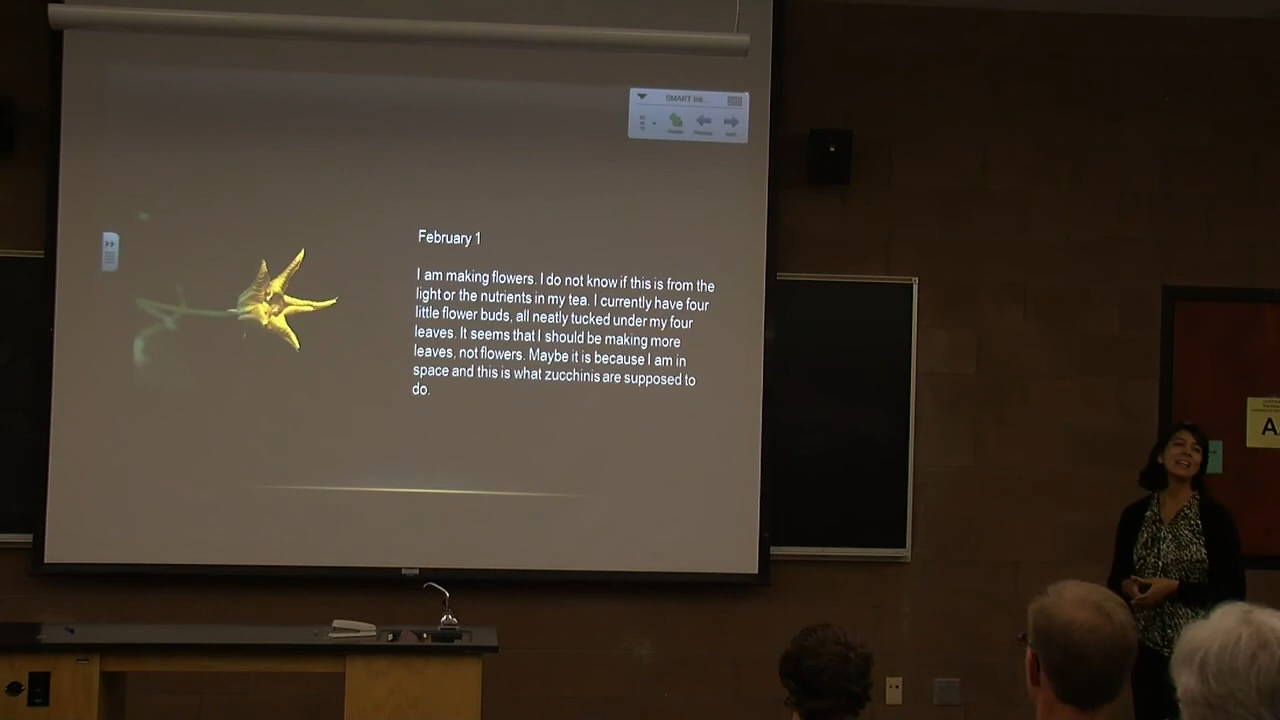 SMART Ink...
February 1
I am making flowers. I do not know if this is from the
light or the nutrients in my tea. I currently have four
little flower buds, all neatly tucked under my four
leaves. It seems that I should be making more
leaves, not flowers. Maybe it is because I am in
space and this is what zucchinis are supposed to
do.
A